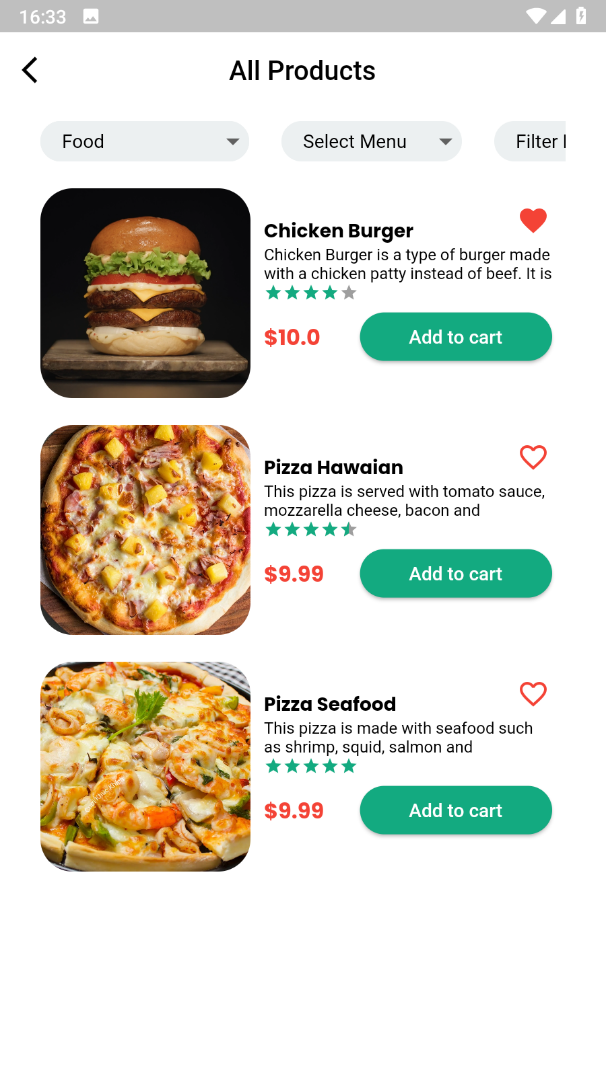 16:33
All Products
Food
Select Menu
Filter
Chicken Burger
Chicken Burger is a type of burger made
with a chicken patty instead of beef. It is
$10.0
Add to cart
Pizza Hawaian
This pizza is served with tomato sauce,
mozzarella cheese, bacon and
$9.99
Add to cart
Pizza Seafood
This pizza is made with seafood such
as shrimp, squid, salmon and
$9.99
Add to cart